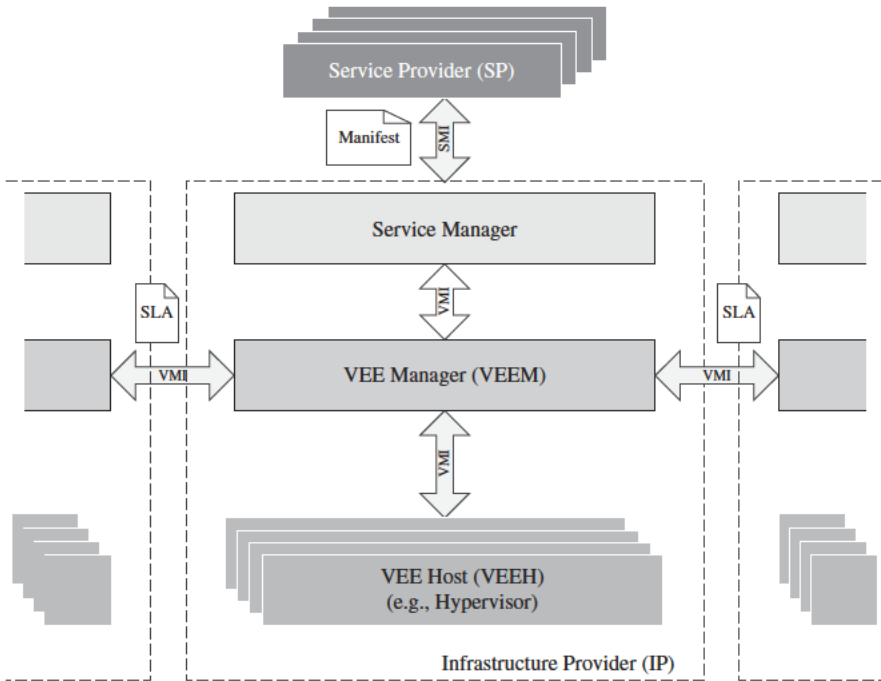 Service Provider (SP)
Manifest
SMI
Service Manager
VMI
SLA
SLA
VMI
VEE Manager (VEEM)
VMI
VMI
VEE Host (VEEH)
(e.g., Hypervisor)
Infrastructure Provider (IP)